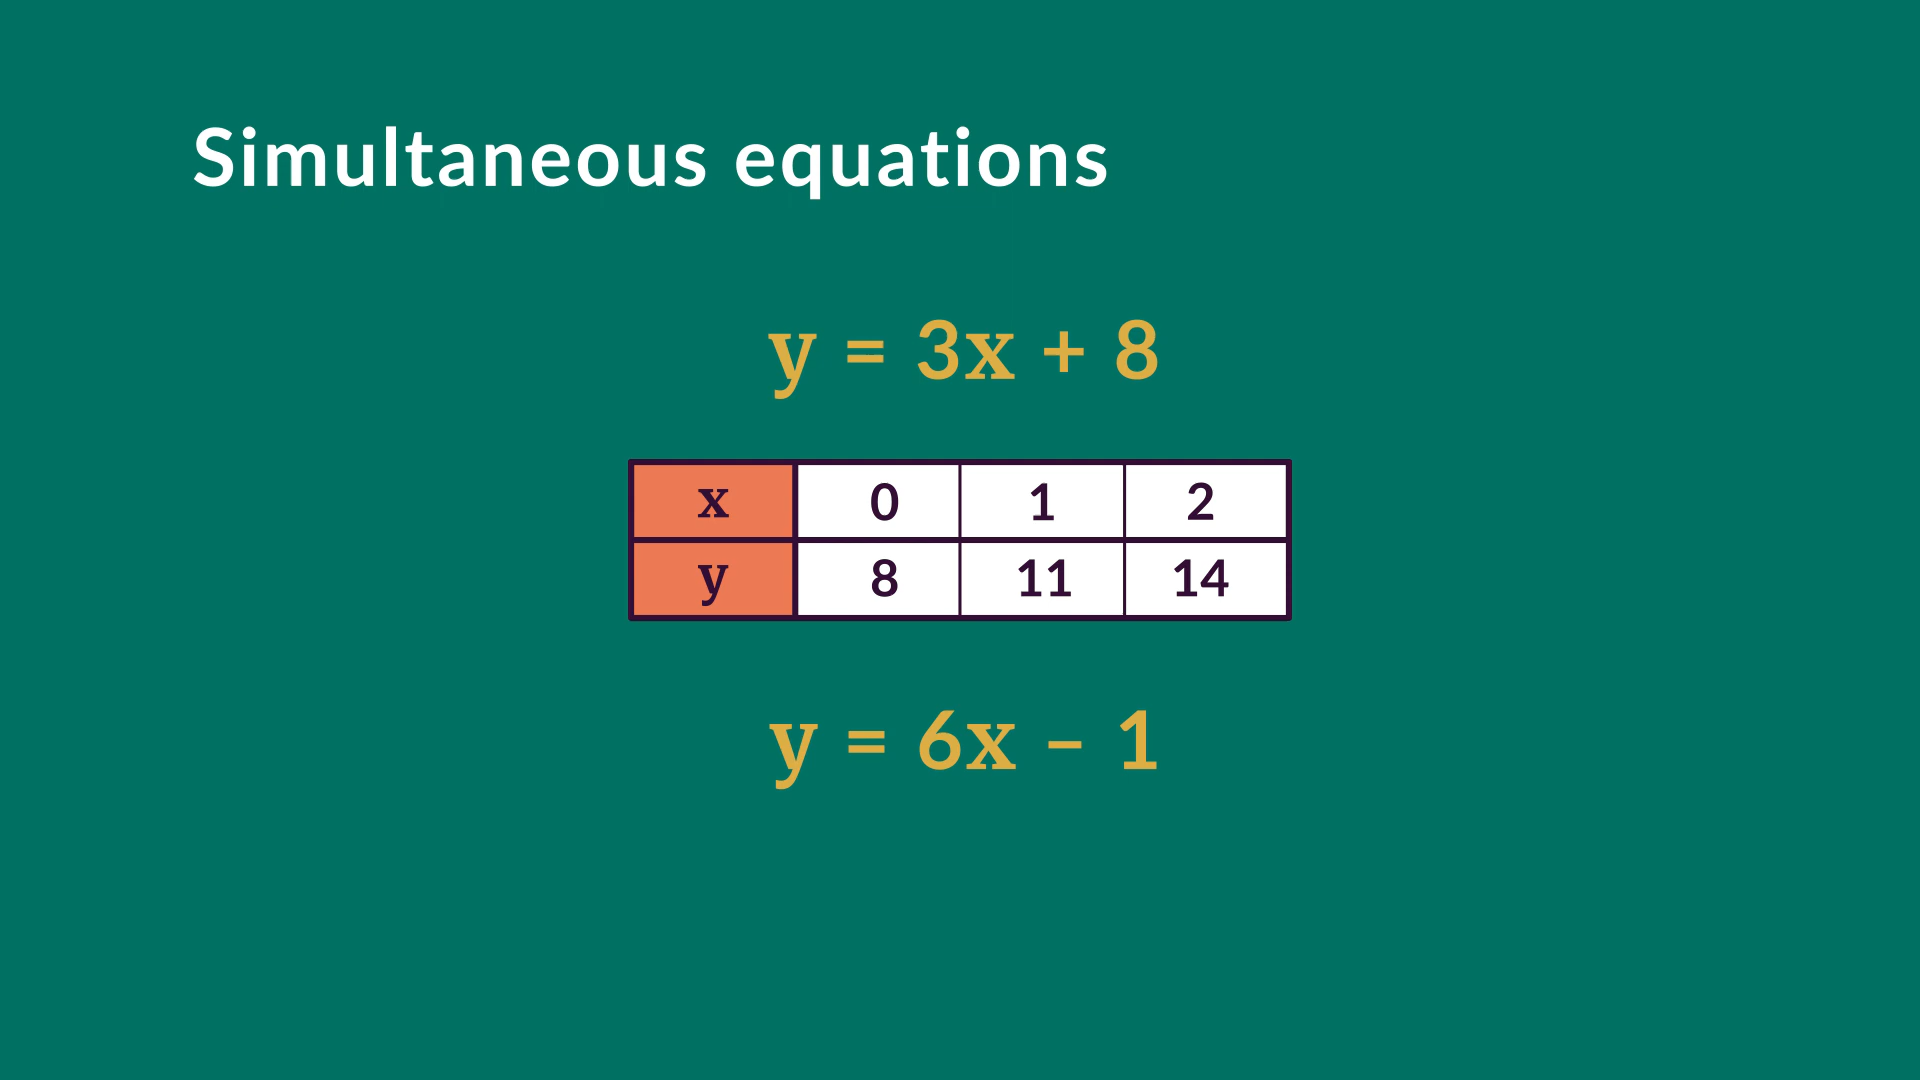 Simultaneous equations
y = 3x + 8
x 0 1 2
y 8 11 14
y = 6x – 1